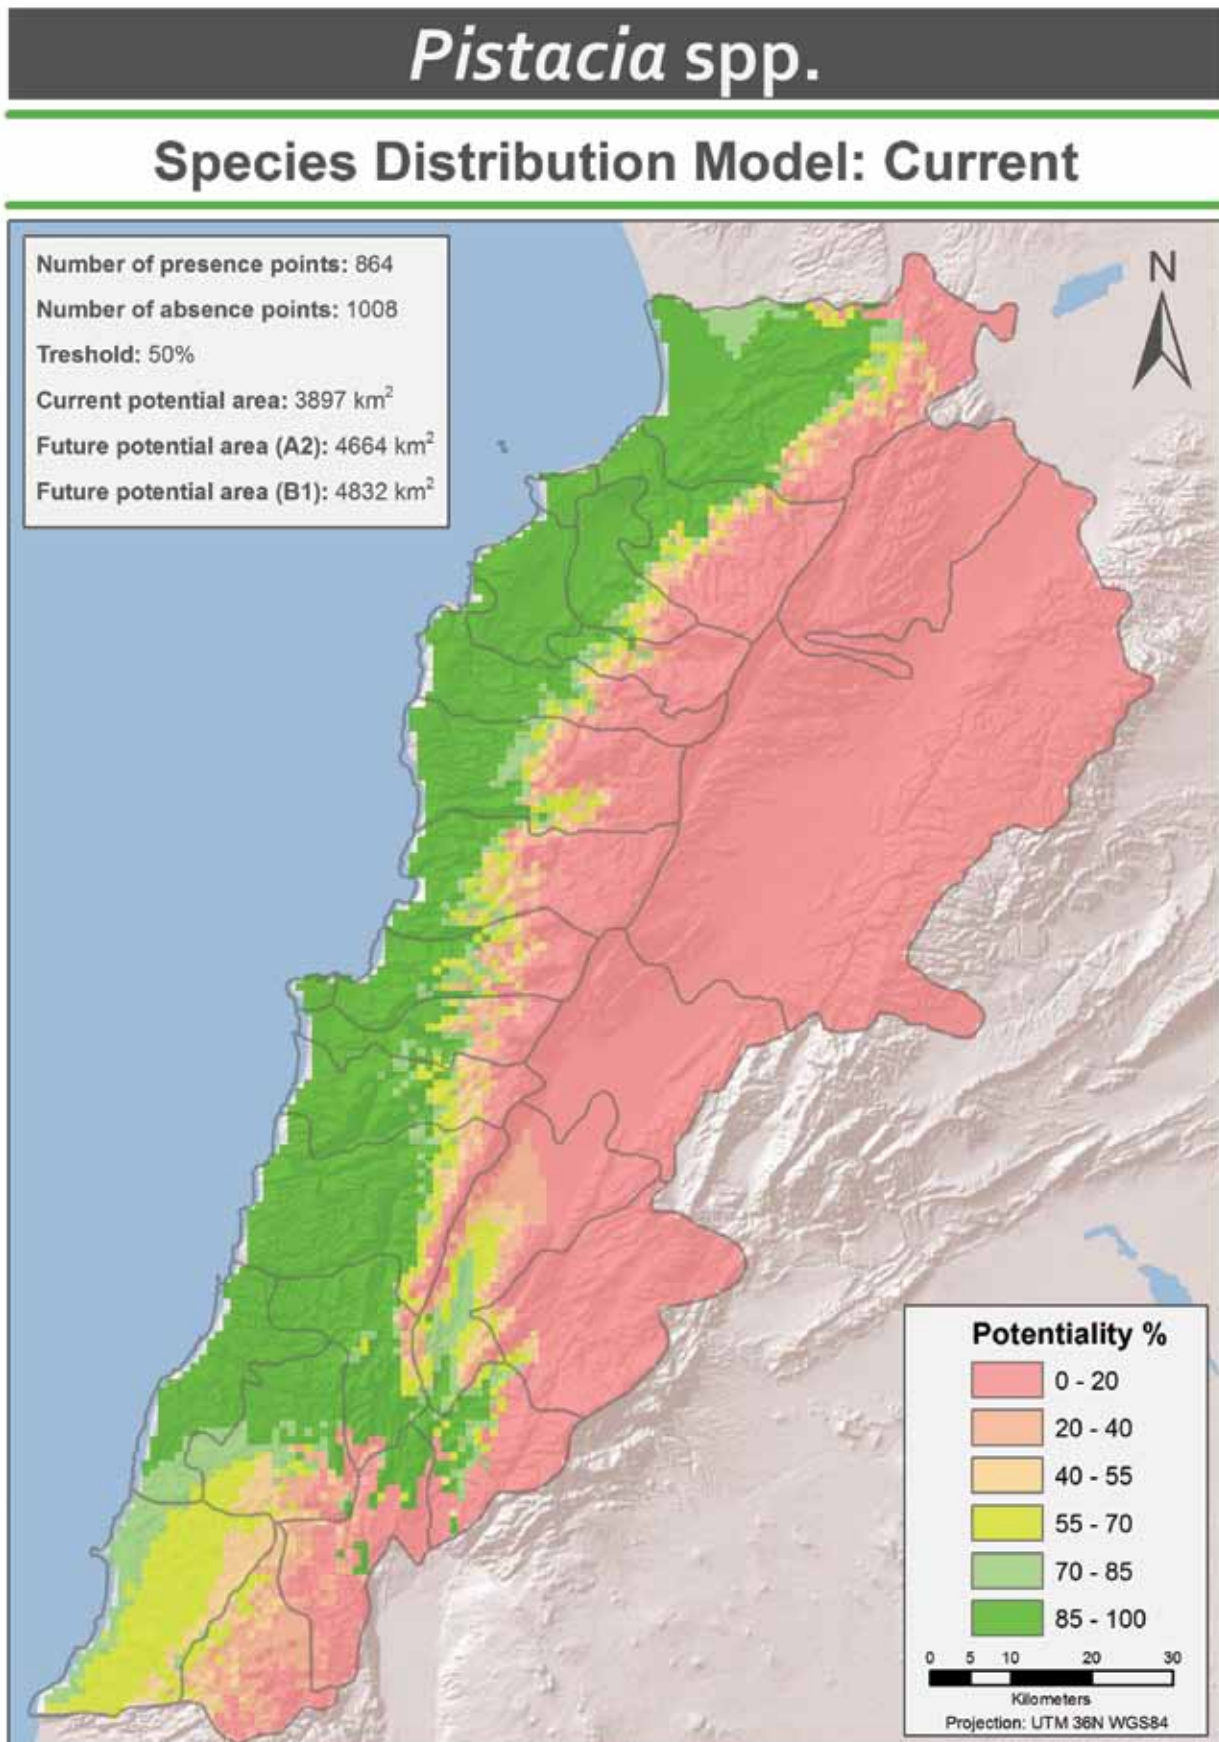 Pistacia spp.
Species Distribution Model: Current
Number of presence points: 864
Number of absence points: 1008
Treshold: 50%
Current potential area: 3897 km²
Future potential area (A2): 4664 km²
Future potential area (B1): 4832 km²
N
Potentiality %
0 - 20
20 - 40
40 - 55
55 - 70
70 - 85
85 - 100
0 5 10 20 30
Kilometers
Projection: UTM 36N WGS84